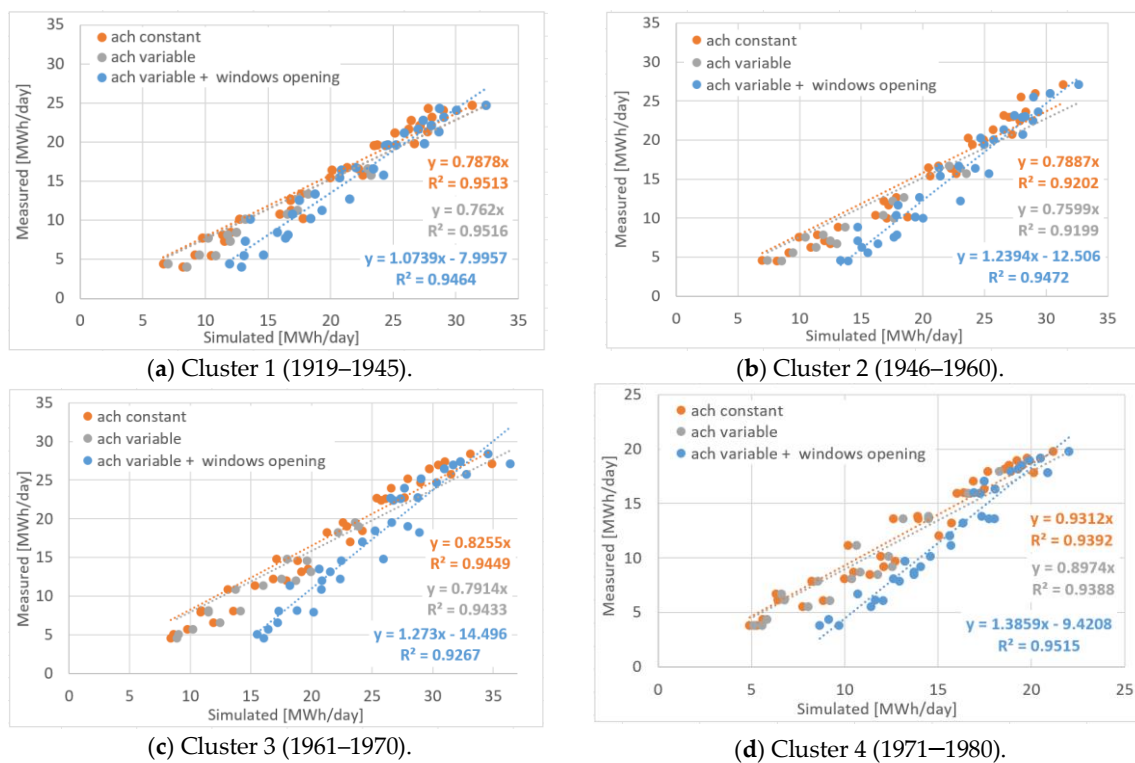 35
30
25
20
15
10
5
0
Measured [MWh/day]
ach constant
ach variable
ach variable + windows opening
y = 0.7878x
R² = 0.9513
y = 0.762x
R² = 0.9516
y = 1.0739x - 7.9957
R² = 0.9464
0 5 10 15 20 25 30 35
Simulated [MWh/day]
(a) Cluster 1 (1919–1945).
35
30
25
20
15
10
5
0
Measured [MWh/day]
ach constant
ach variable
ach variable + windows opening
y = 0.7887x
R² = 0.9202
y = 0.7599x
R² = 0.9199
y = 1.2394x - 12.506
R² = 0.9472
0 5 10 15 20 25 30 35
Simulated [MWh/day]
(b) Cluster 2 (1946–1960).
35
30
25
20
15
10
5
0
Measured [MWh/day]
ach constant
ach variable
ach variable + windows opening
y = 0.8255x
R² = 0.9449
y = 0.7914x
R² = 0.9433
y = 1.273x - 14.496
R² = 0.9267
0 5 10 15 20 25 30 35
Simulated [MWh/day]
(c) Cluster 3 (1961–1970).
25
20
15
10
5
0
Measured [MWh/day]
ach constant
ach variable
ach variable + windows opening
y = 0.9312x
R² = 0.9392
y = 0.8974x
R² = 0.9388
y = 1.3859x - 9.4208
R² = 0.9515
0 5 10 15 20 25
Simulated [MWh/day]
(d) Cluster 4 (1971–1980).